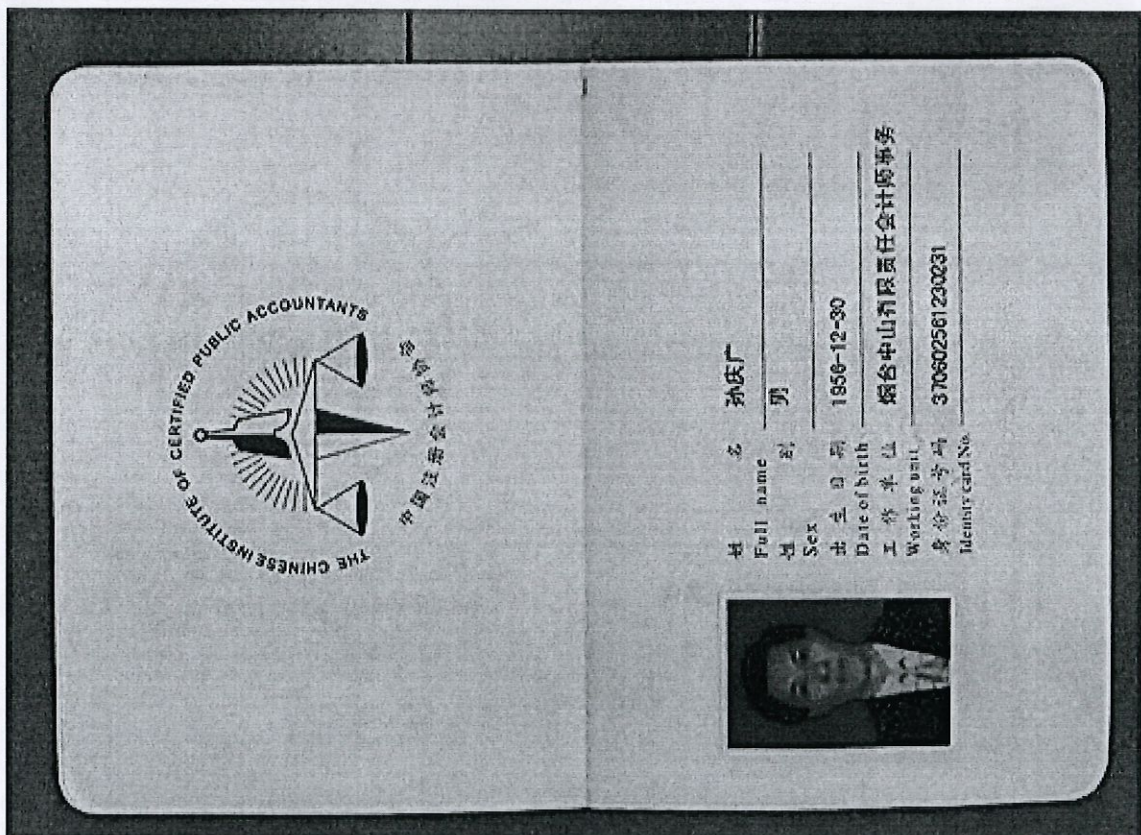 THE CHINESE INSTITUTE OF CERTIFIED PUBLIC ACCOUNTANTS
中国注册会计师协会
姓 名 孙庆广
Full name
性 别 男
Sex
出 生 日 期 1956-12-30
Date of birth
工 作 单 位 烟台中山有限责任会计师事务
Working unit
身份证号码 370602561230231
Identity card No.